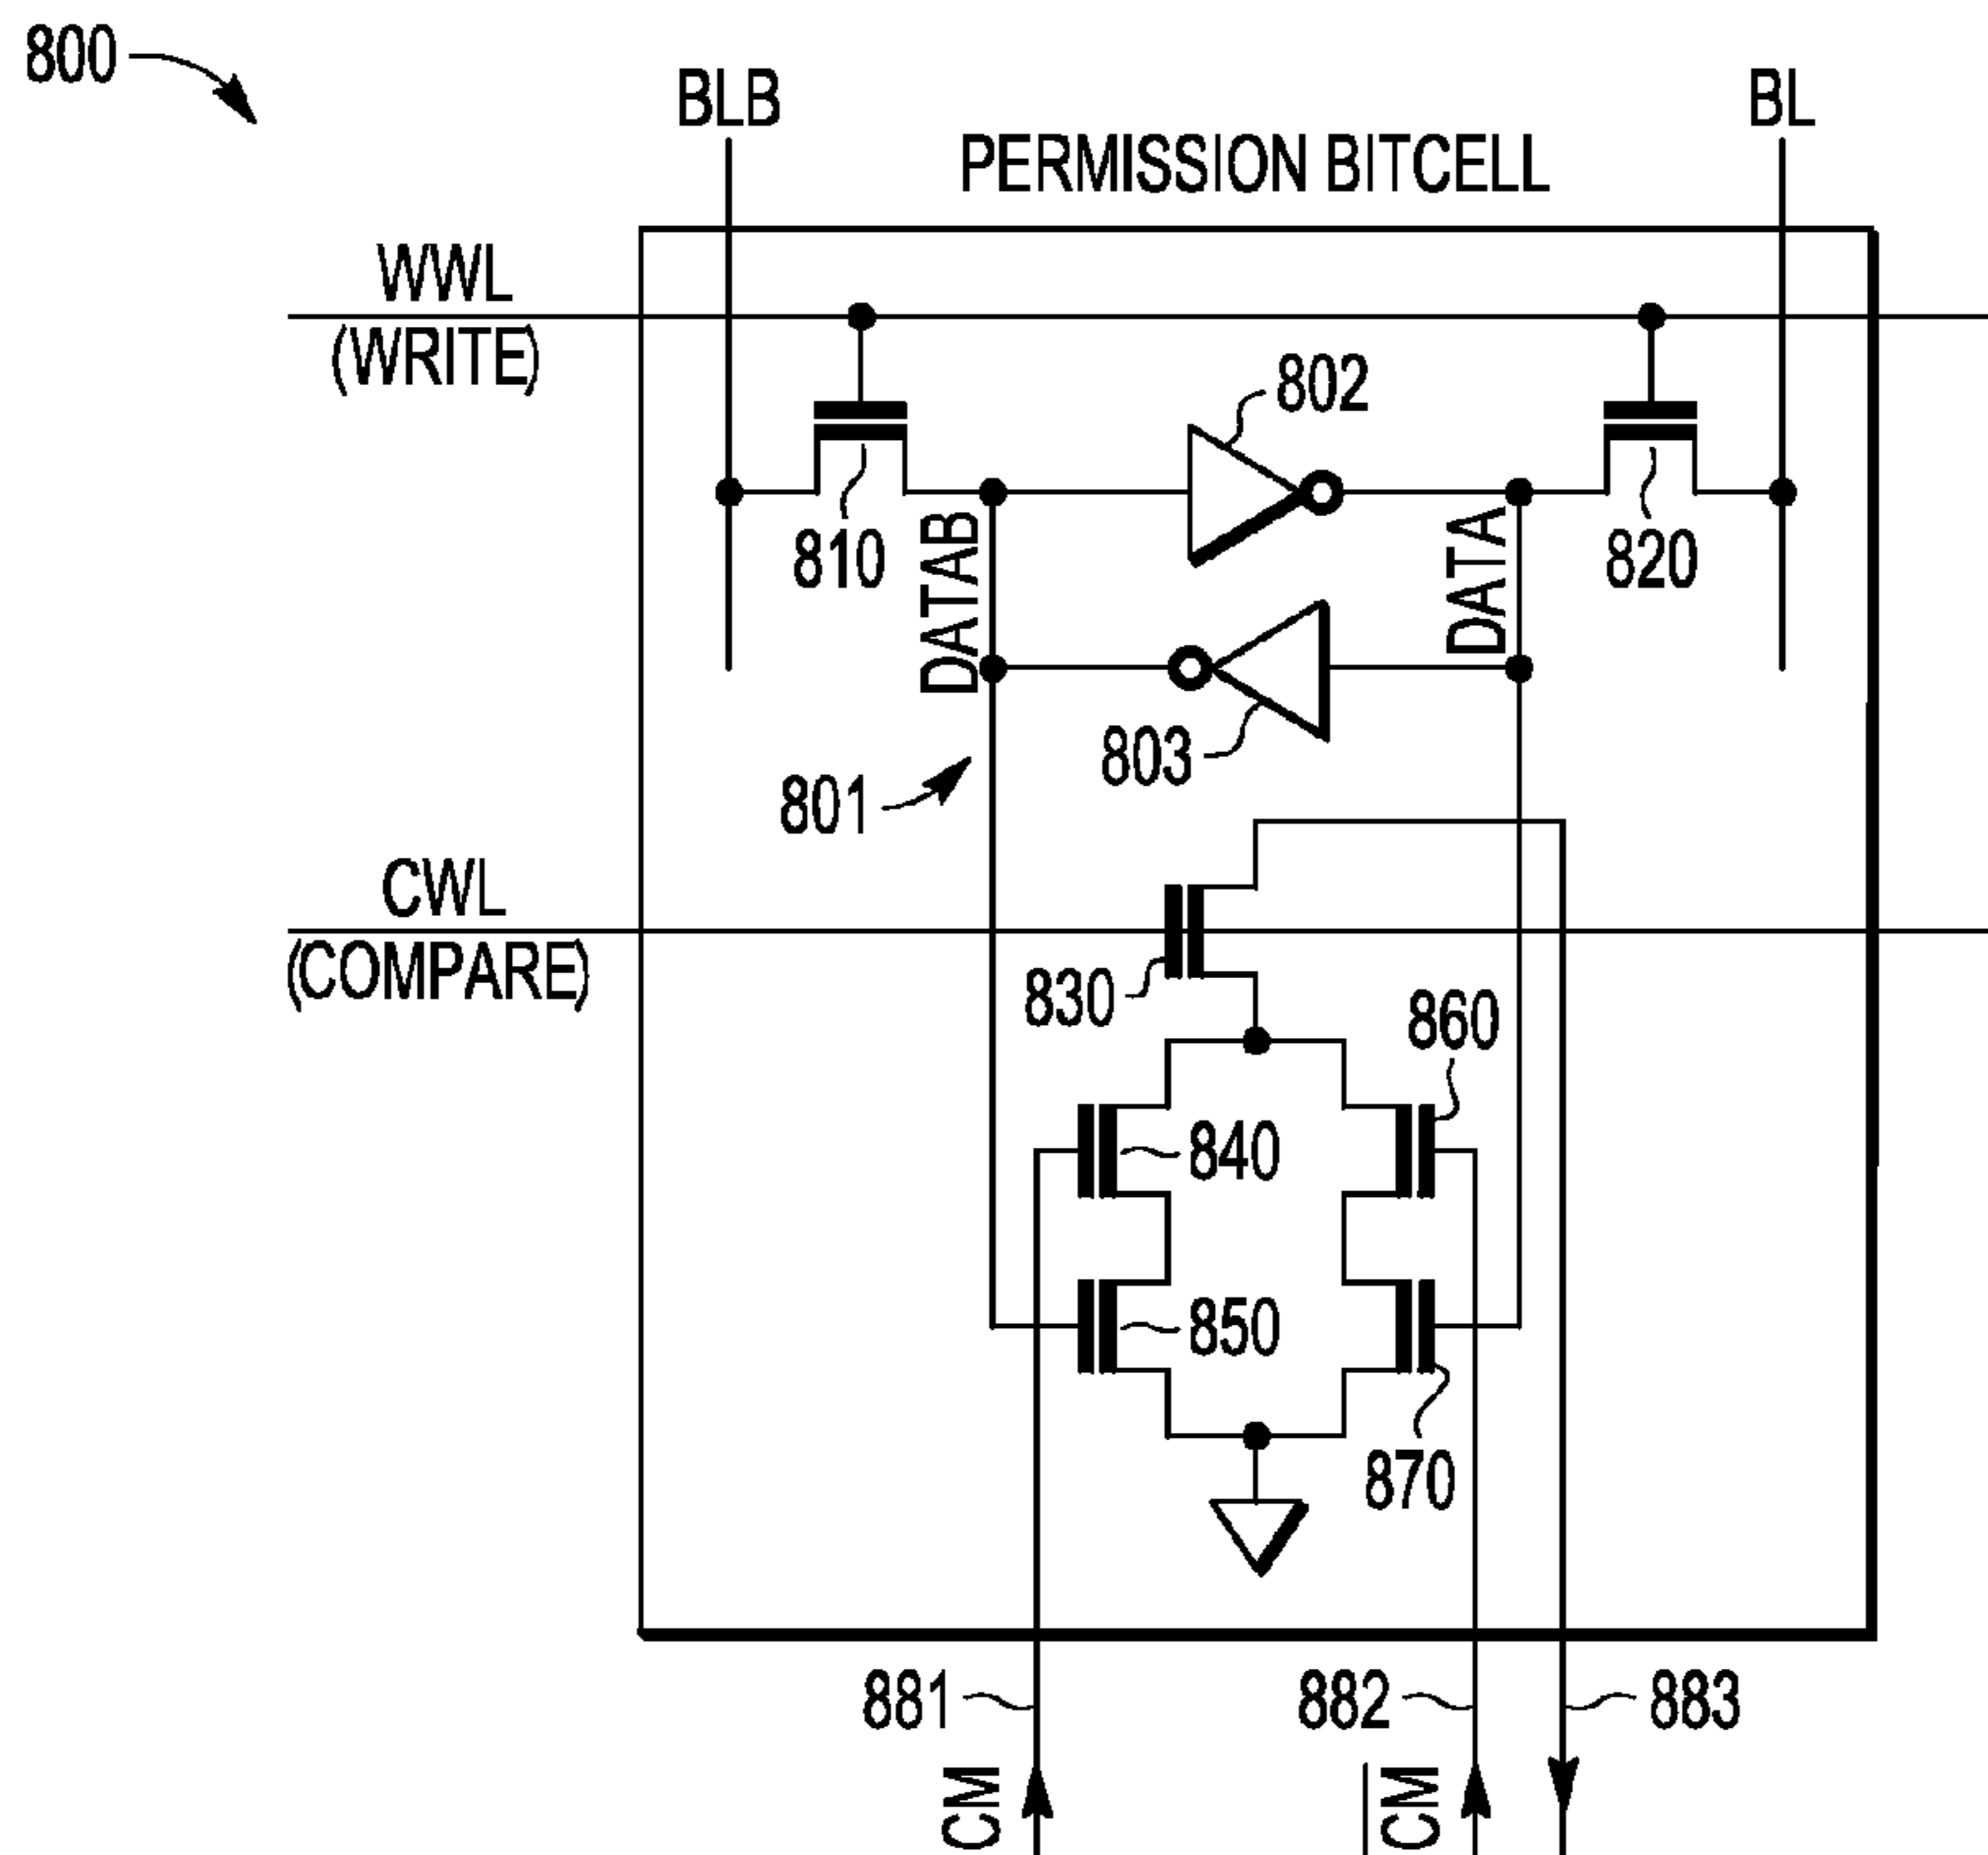 800
BLB
BL
PERMISSION BITCELL
WWL
(WRITE)
802
810
DATAB
DATA
820
803
801
CWL
(COMPARE)
830
860
840
850
870
881
882
883
CM
C̅M̅